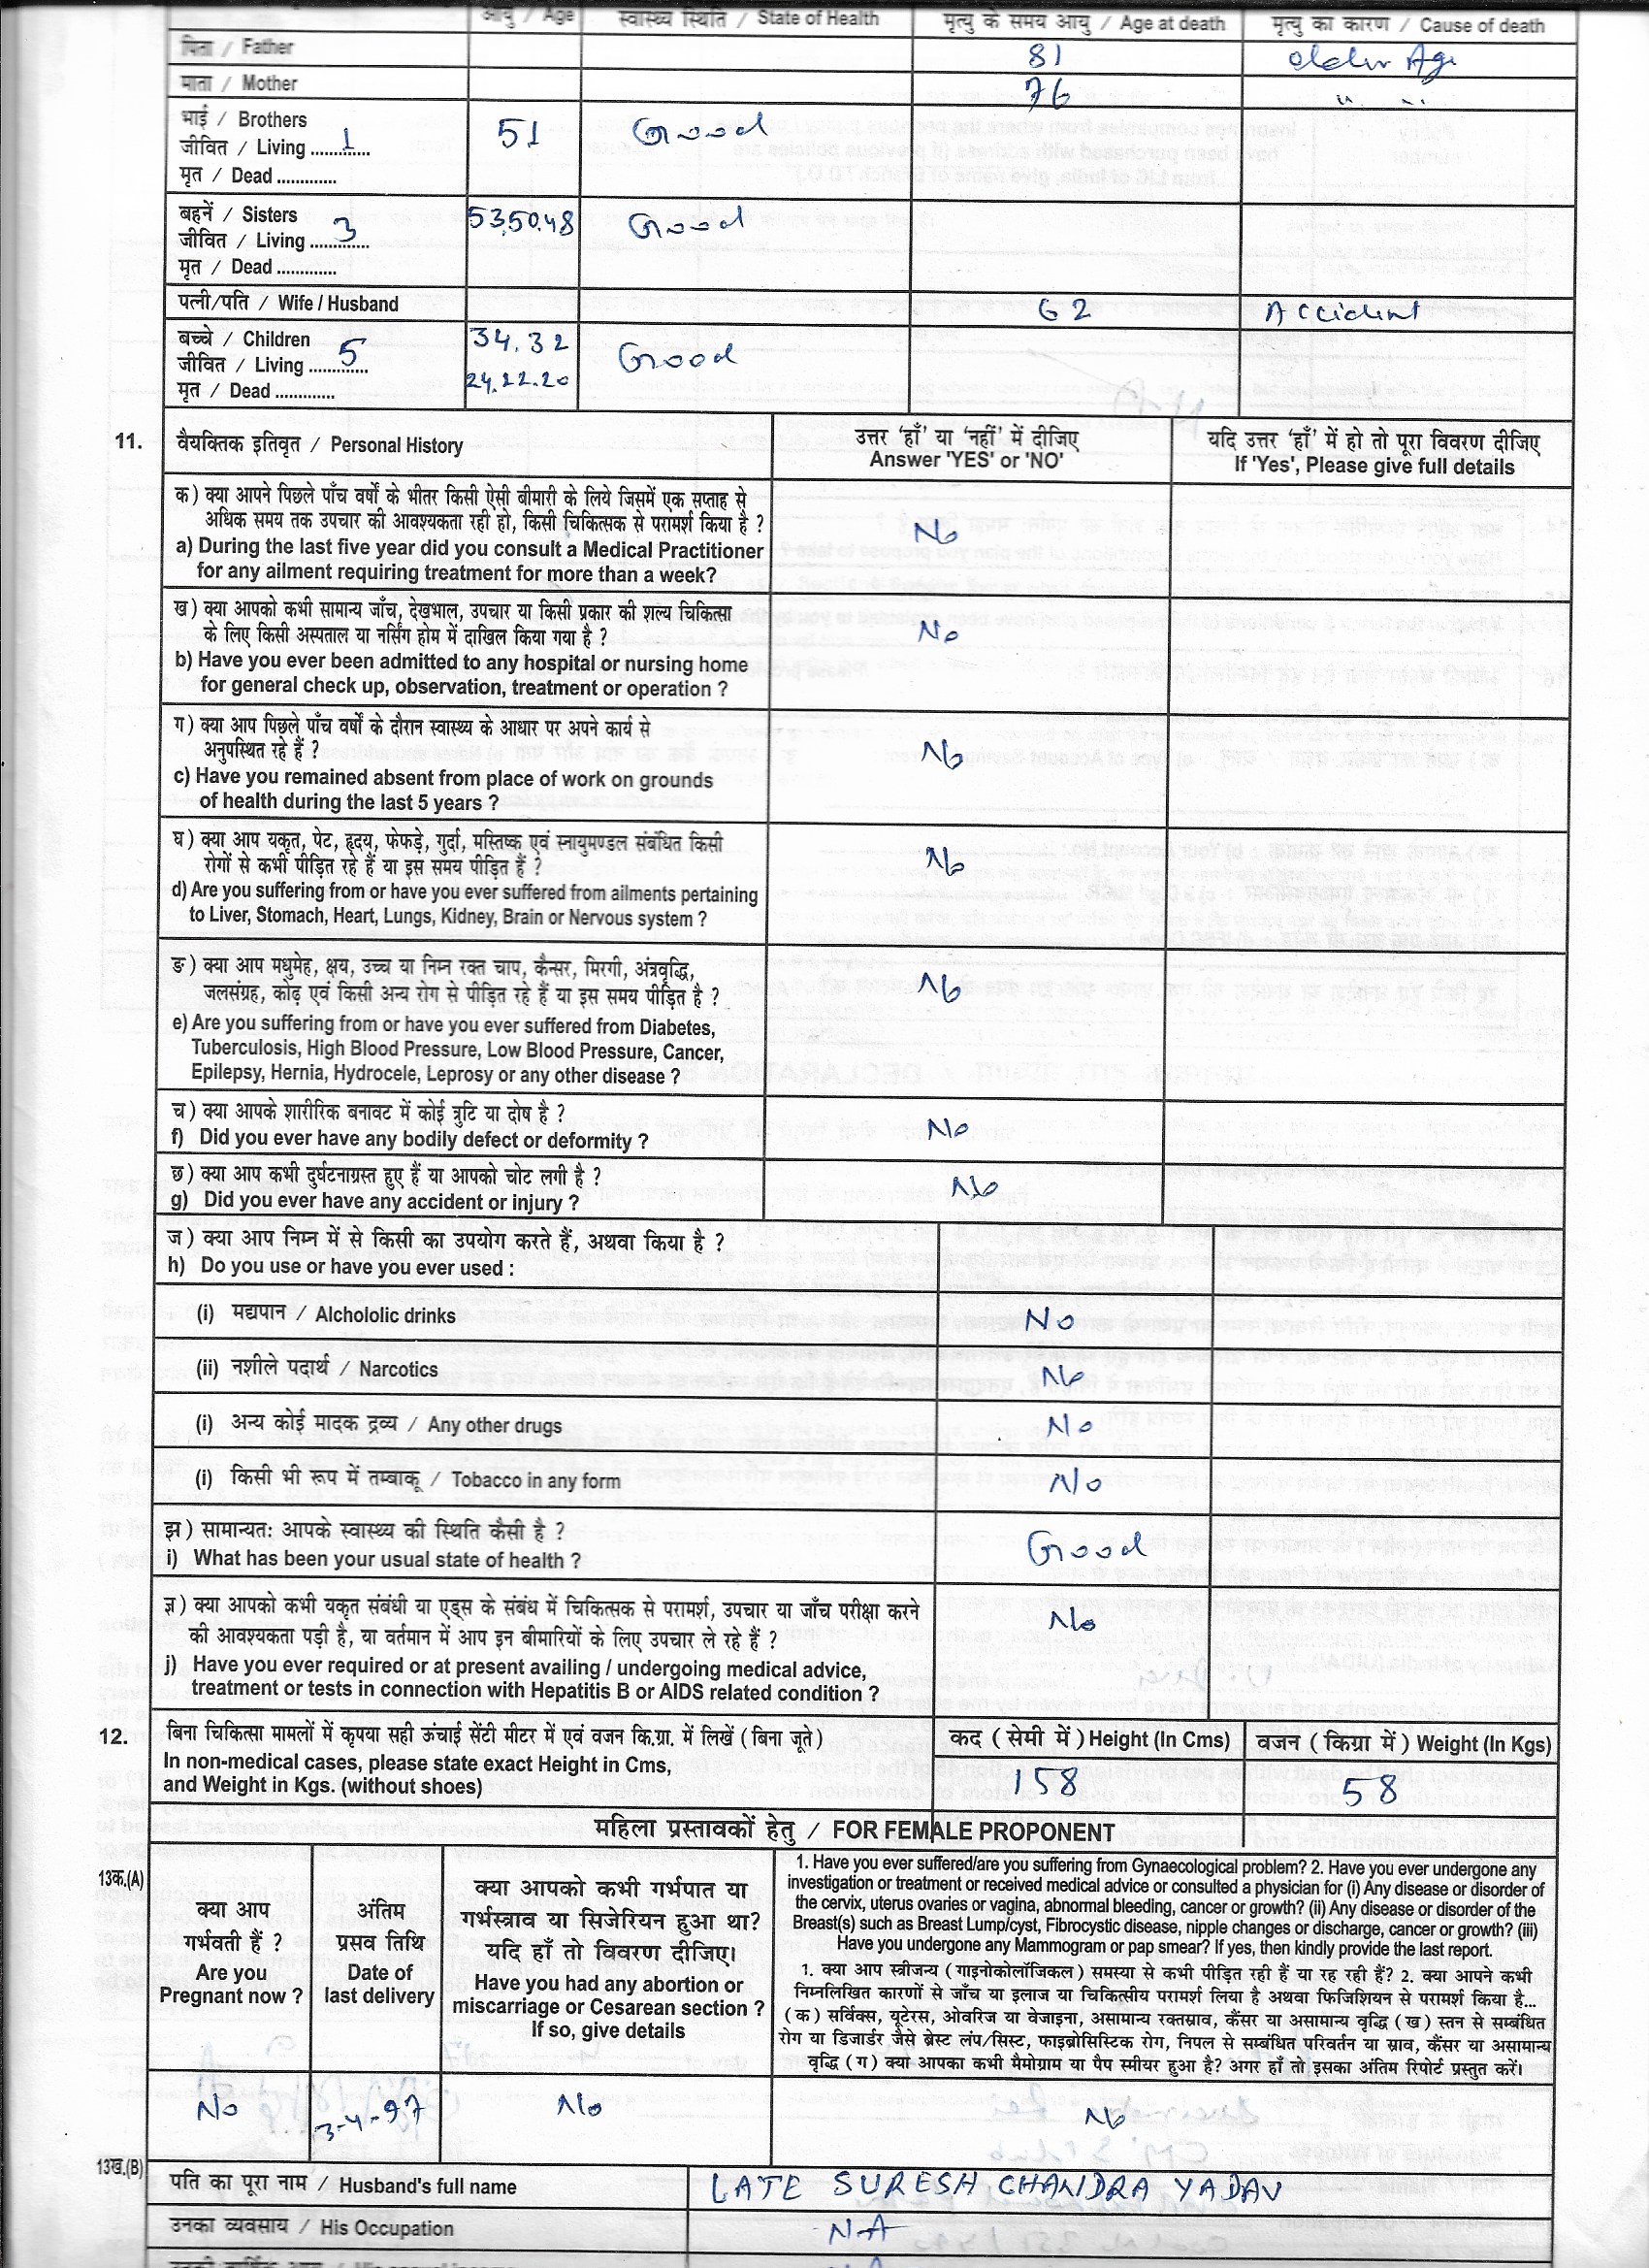 आयु / Age स्वास्थ्य स्थिति / State of Health मृत्यु के समय आयु / Age at death मृत्यु का कारण / Cause of death
पिता / Father 81 older Age
माता / Mother 76 " "
भाई / Brothers
जीवित / Living ...1... 51 Good
मृत / Dead .............
बहनें / Sisters 53,50,48 Good
जीवित / Living ...3...
मृत / Dead .............
पत्नी/पति / Wife / Husband 62 Accident
बच्चे / Children 34.32
जीवित / Living ...5... Good
24.22.20
मृत / Dead .............
11. वैयक्तिक इतिवृत / Personal History उत्तर 'हाँ' या 'नहीं' में दीजिए यदि उत्तर 'हाँ' में हो तो पूरा विवरण दीजिए
Answer 'YES' or 'NO' If 'Yes', Please give full details
क) क्या आपने पिछले पाँच वर्षों के भीतर किसी ऐसी बीमारी के लिये जिसमें एक सप्ताह से
अधिक समय तक उपचार की आवश्यकता रही हो, किसी चिकित्सक से परामर्श किया है ? No
a) During the last five year did you consult a Medical Practitioner
for any ailment requiring treatment for more than a week?
ख) क्या आपको कभी सामान्य जाँच, देखभाल, उपचार या किसी प्रकार की शल्य चिकित्सा
के लिए किसी अस्पताल या नर्सिंग होम में दाखिल किया गया है ? No
b) Have you ever been admitted to any hospital or nursing home
for general check up, observation, treatment or operation ?
ग) क्या आप पिछले पाँच वर्षों के दौरान स्वास्थ्य के आधार पर अपने कार्य से
अनुपस्थित रहे हैं ? No
c) Have you remained absent from place of work on grounds
of health during the last 5 years ?
घ) क्या आप यकृत, पेट, हृदय, फेफड़े, गुर्दा, मस्तिष्क एवं स्नायुमण्डल संबंधित किसी
रोगों से कभी पीड़ित रहे हैं या इस समय पीड़ित हैं ? No
d) Are you suffering from or have you ever suffered from ailments pertaining
to Liver, Stomach, Heart, Lungs, Kidney, Brain or Nervous system ?
ङ) क्या आप मधुमेह, क्षय, उच्च या निम्न रक्त चाप, कैन्सर, मिरगी, अंत्रवृद्धि,
जलसंग्रह, कोढ़ एवं किसी अन्य रोग से पीड़ित रहे हैं या इस समय पीड़ित है ? No
e) Are you suffering from or have you ever suffered from Diabetes,
Tuberculosis, High Blood Pressure, Low Blood Pressure, Cancer,
Epilepsy, Hernia, Hydrocele, Leprosy or any other disease ?
च) क्या आपके शारीरिक बनावट में कोई त्रुटि या दोष है ?
f) Did you ever have any bodily defect or deformity ? No
छ) क्या आप कभी दुर्घटनाग्रस्त हुए हैं या आपको चोट लगी है ?
g) Did you ever have any accident or injury ? No
ज) क्या आप निम्न में से किसी का उपयोग करते हैं, अथवा किया है ?
h) Do you use or have you ever used :
(i) मद्यपान / Alchololic drinks No
(ii) नशीले पदार्थ / Narcotics No
(i) अन्य कोई मादक द्रव्य / Any other drugs No
(i) किसी भी रूप में तम्बाकू / Tobacco in any form No
झ) सामान्यतः आपके स्वास्थ्य की स्थिति कैसी है ?
i) What has been your usual state of health ? Good
ञ) क्या आपको कभी यकृत संबंधी या एड्स के संबंध में चिकित्सक से परामर्श, उपचार या जाँच परीक्षा करने
की आवश्यकता पड़ी है, या वर्तमान में आप इन बीमारियों के लिए उपचार ले रहे हैं ? No
j) Have you ever required or at present availing / undergoing medical advice,
treatment or tests in connection with Hepatitis B or AIDS related condition ?
12. बिना चिकित्सा मामलों में कृपया सही ऊंचाई सेंटी मीटर में एवं वजन कि.ग्रा. में लिखें ( बिना जूते ) कद ( सेमी में ) Height (In Cms) वजन ( किग्रा में ) Weight (In Kgs)
In non-medical cases, please state exact Height in Cms,
and Weight in Kgs. (without shoes) 158 58
महिला प्रस्तावकों हेतु / FOR FEMALE PROPONENT
13क.(A) क्या आप
गर्भवती हैं ?
Are you
Pregnant now ?
अंतिम
प्रसव तिथि
Date of
last delivery
क्या आपको कभी गर्भपात या
गर्भस्त्राव या सिजेरियन हुआ था?
यदि हाँ तो विवरण दीजिए।
Have you had any abortion or
miscarriage or Cesarean section ?
If so, give details
1. Have you ever suffered/are you suffering from Gynaecological problem? 2. Have you ever undergone any
investigation or treatment or received medical advice or consulted a physician for (i) Any disease or disorder of
the cervix, uterus ovaries or vagina, abnormal bleeding, cancer or growth? (ii) Any disease or disorder of the
Breast(s) such as Breast Lump/cyst, Fibrocystic disease, nipple changes or discharge, cancer or growth? (iii)
Have you undergone any Mammogram or pap smear? If yes, then kindly provide the last report.
1. क्या आप स्त्रीजन्य ( गाइनोकोलॉजिकल ) समस्या से कभी पीड़ित रही हैं या रह रही हैं? 2. क्या आपने कभी
निम्नलिखित कारणों से जाँच या इलाज या चिकित्सीय परामर्श लिया है अथवा फिजिशियन से परामर्श किया है...
( क ) सर्विक्स, यूटेरस, ओवरिज या वेजाइना, असामान्य रक्तस्राव, कैंसर या असामान्य वृद्धि ( ख ) स्तन से सम्बंधित
रोग या डिजार्डर जैसे ब्रेस्ट लंप/सिस्ट, फाइब्रोसिस्टिक रोग, निपल से सम्बंधित परिवर्तन या स्राव, कैंसर या असामान्य
वृद्धि ( ग ) क्या आपका कभी मैमोग्राम या पैप स्मीयर हुआ है? अगर हाँ तो इसका अंतिम रिपोर्ट प्रस्तुत करें।
No 3-4-97 No No
13ख.(B) पति का पूरा नाम / Husband's full name LATE SURESH CHANDRA YADAV
उनका व्यवसाय / His Occupation N-A